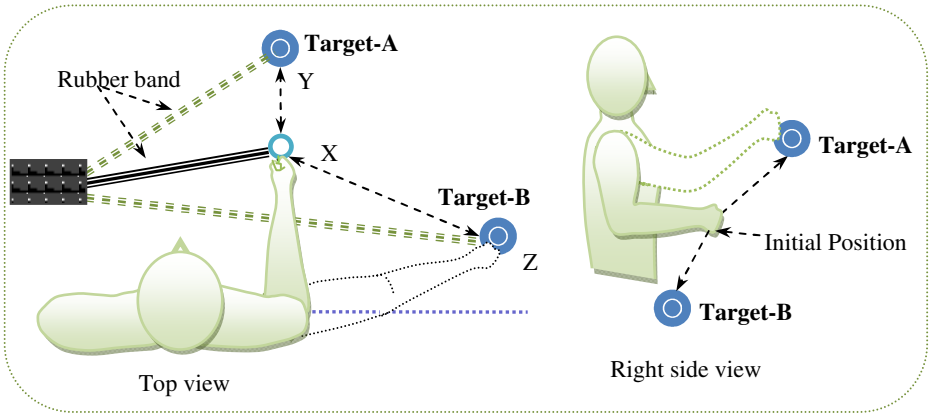 Target-A
Rubber band
Y
X
Target-B
Z
Top view
Target-A
Initial Position
Target-B
Right side view